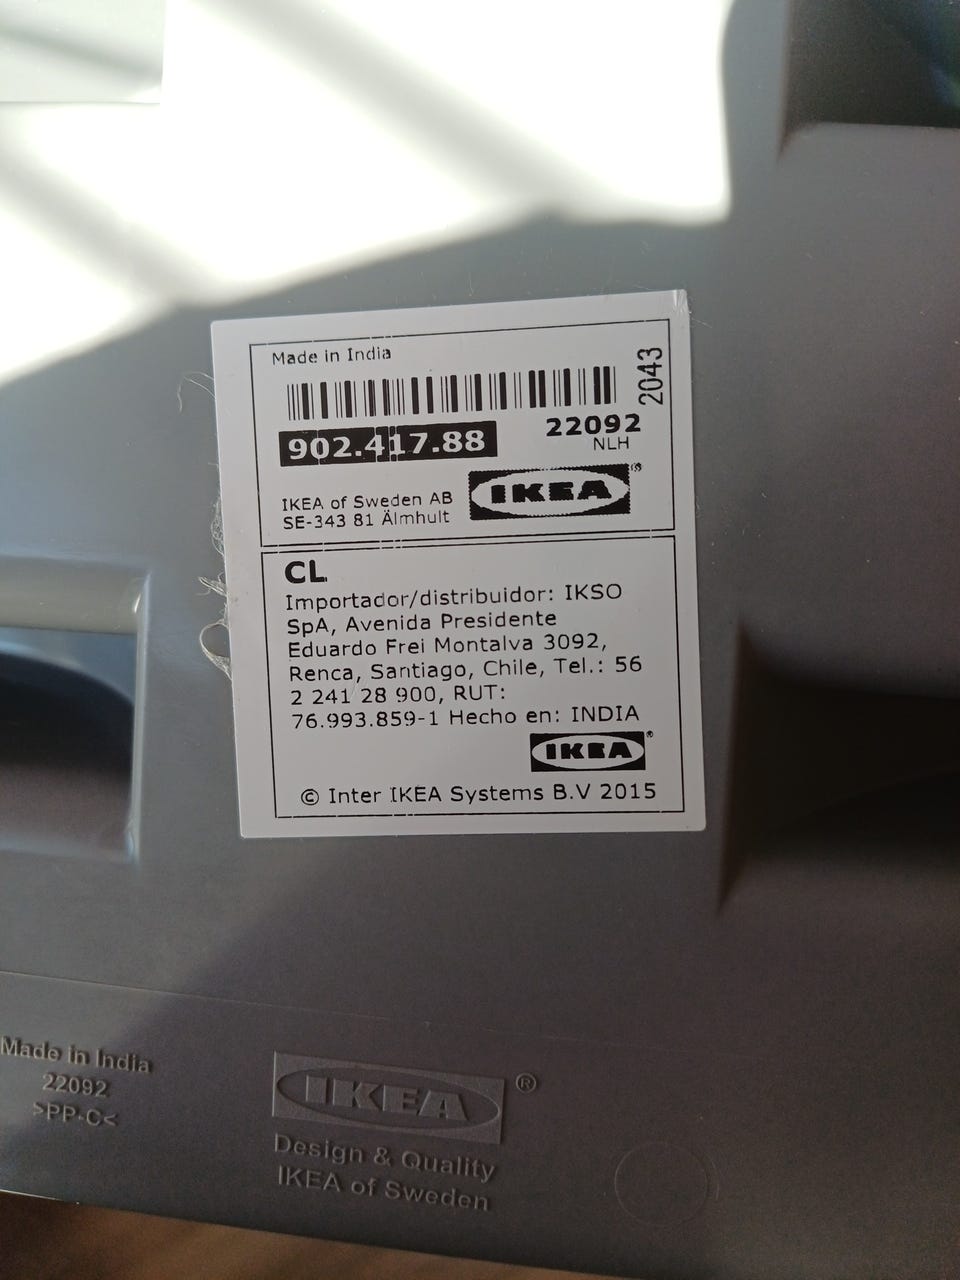 Made in India
2043
902.417.88
22092
NLH
IKEA of Sweden AB
SE-343 81 Älmhult
IKEA®
CL
Importador/distribuidor: IKSO
SpA, Avenida Presidente
Eduardo Frei Montalva 3092,
Renca, Santiago, Chile, Tel.: 56
2 241 28 900, RUT:
76.993.859-1 Hecho en: INDIA
IKEA®
© Inter IKEA Systems B.V 2015
Made in India
22092
>PP-C<
IKEA®
Design & Quality
IKEA of Sweden